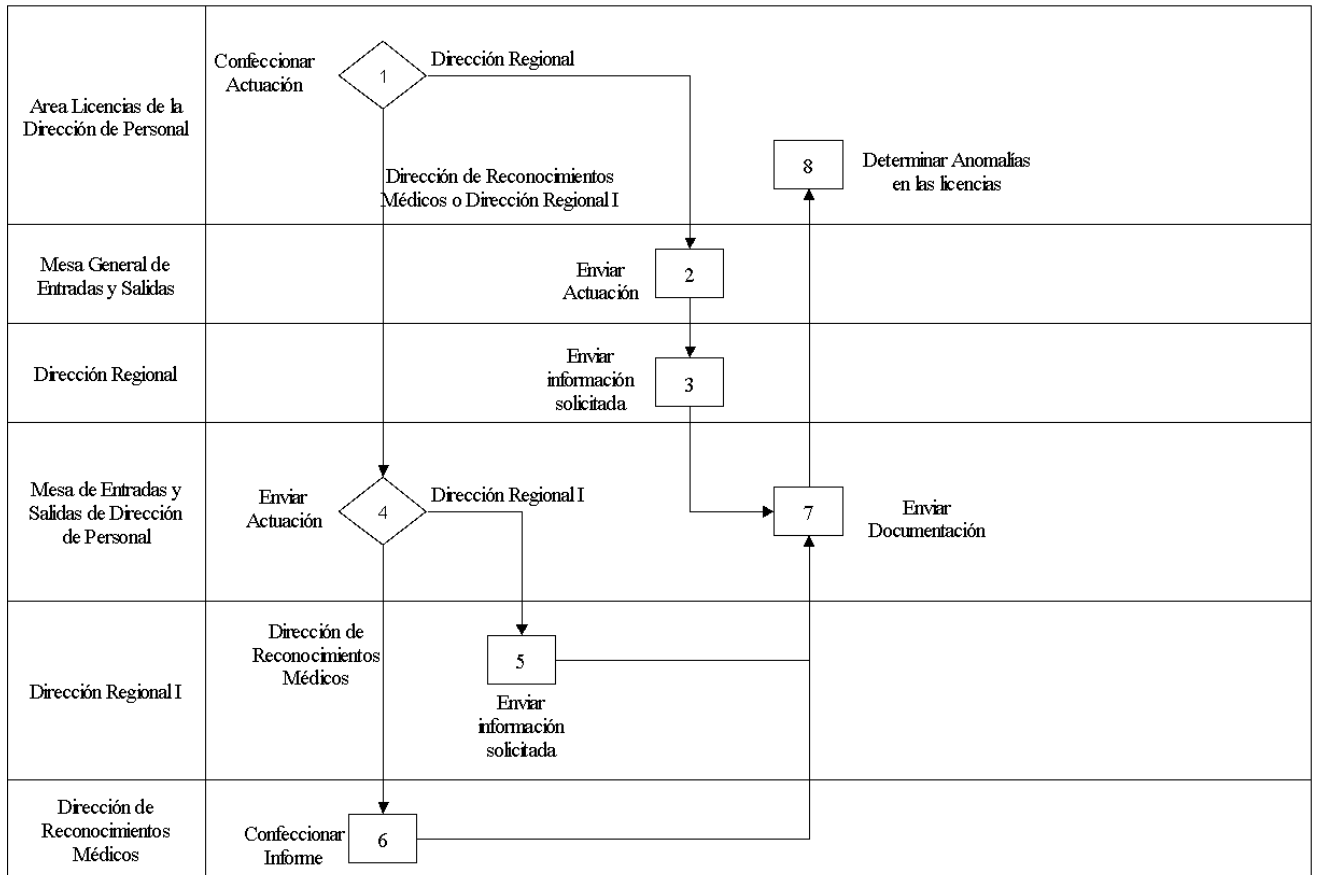 Confeccionar
Actuación
1
Dirección Regional
Area Licencias de la
Dirección de Personal
Dirección de Reconocimientos
Médicos o Dirección Regional I
8
Determinar Anomalías
en las licencias
Mesa General de
Entradas y Salidas
Enviar
Actuación
2
Dirección Regional
Enviar
información
solicitada
3
Mesa de Entradas y
Salidas de Dirección
de Personal
Enviar
Actuación
4
Dirección Regional I
7
Enviar
Documentación
Dirección Regional I
Dirección de
Reconocimientos
Médicos
5
Enviar
información
solicitada
Dirección de
Reconocimientos
Médicos
Confeccionar
Informe
6